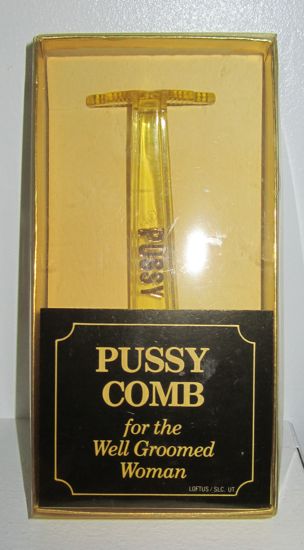 PUSSY
PUSSY
COMB
for the
Well Groomed
Woman
LOFTUS / SLC. UT.